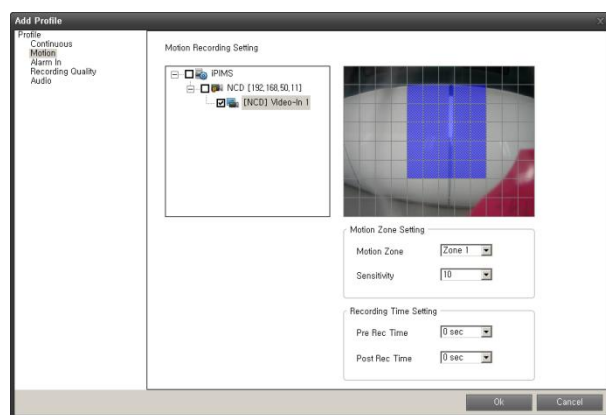 Add Profile
Profile
Continuous
Motion
Alarm In
Recording Quality
Audio
Motion Recording Setting
iPIMS
NCD [192,168,50,11]
[NCD] Video-In 1
Motion Zone Setting
Motion Zone Zone 1
Sensitivity 10
Recording Time Setting
Pre Rec Time 0 sec
Post Rec Time 0 sec
Ok Cancel